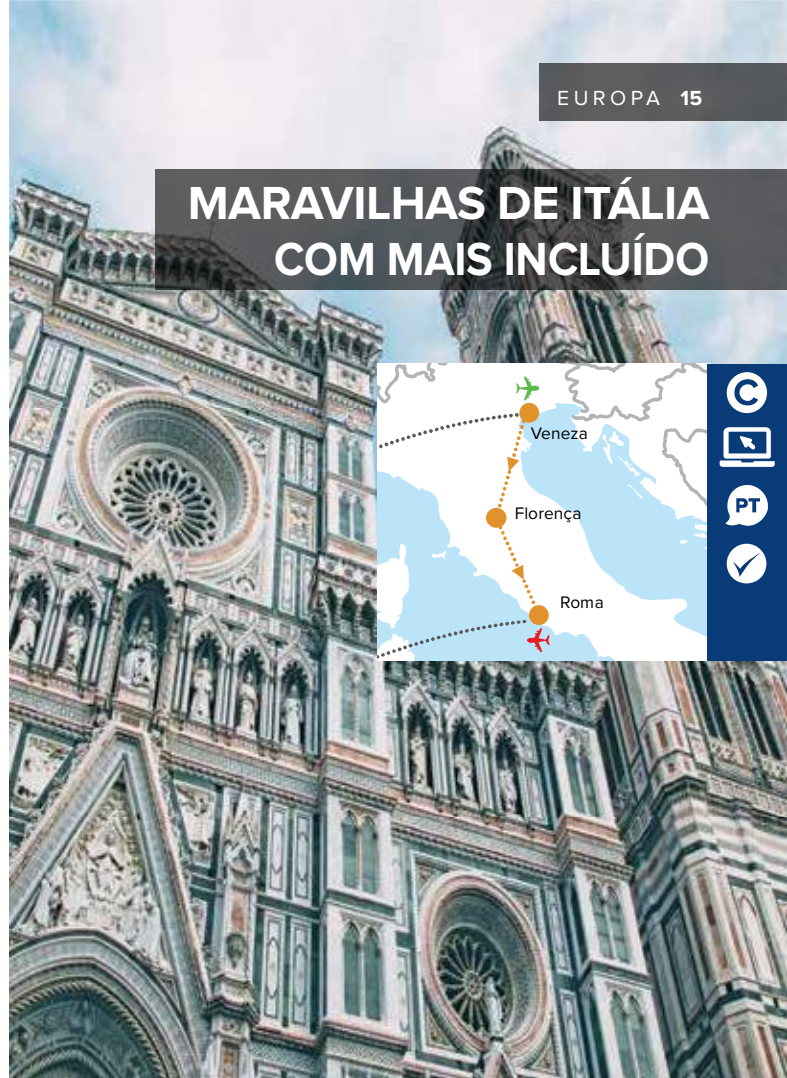 EUROPA 15
MARAVILHAS DE ITÁLIA
COM MAIS INCLUÍDO
Veneza
Florença
Roma
C
PT